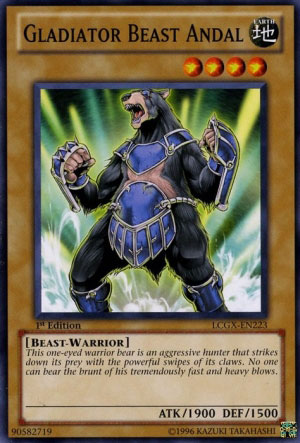 GLADIATOR BEAST ANDAL
EARTH
地
1st Edition
LCGX-EN223
[BEAST-WARRIOR]
This one-eyed warrior bear is an aggressive hunter that strikes
down its prey with the powerful swipes of its claws. No one
can bear the brunt of his tremendously fast and heavy blows.
ATK/1900 DEF/1500
90582719
©1996 KAZUKI TAKAHASHI